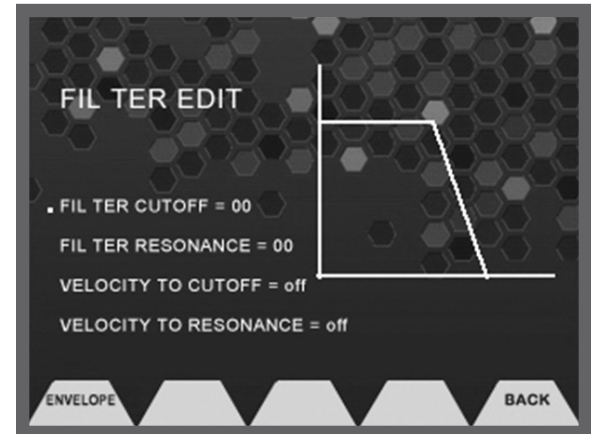 FIL TER EDIT
FIL TER CUTOFF = 00
FIL TER RESONANCE = 00
VELOCITY TO CUTOFF = off
VELOCITY TO RESONANCE = off
ENVELOPE BACK